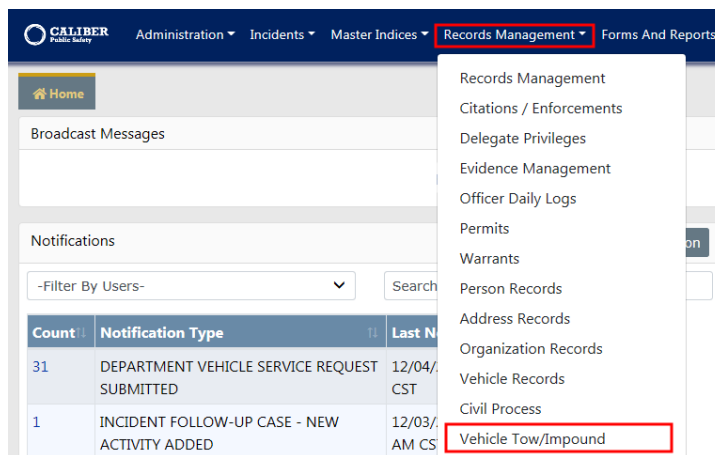 CALIBER
Public Safety
Administration Incidents Master Indices Records Management Forms And Reports
Home
Broadcast Messages
Notifications
-Filter By Users-
Search
Count Notification Type
31 DEPARTMENT VEHICLE SERVICE REQUEST 12/04/
SUBMITTED CST
1 INCIDENT FOLLOW-UP CASE - NEW 12/03/
ACTIVITY ADDED AM
Records Management
Citations / Enforcements
Delegate Privileges
Evidence Management
Officer Daily Logs
Permits
Warrants
Person Records
Address Records
Organization Records
Vehicle Records
Civil Process
Vehicle Tow/Impound